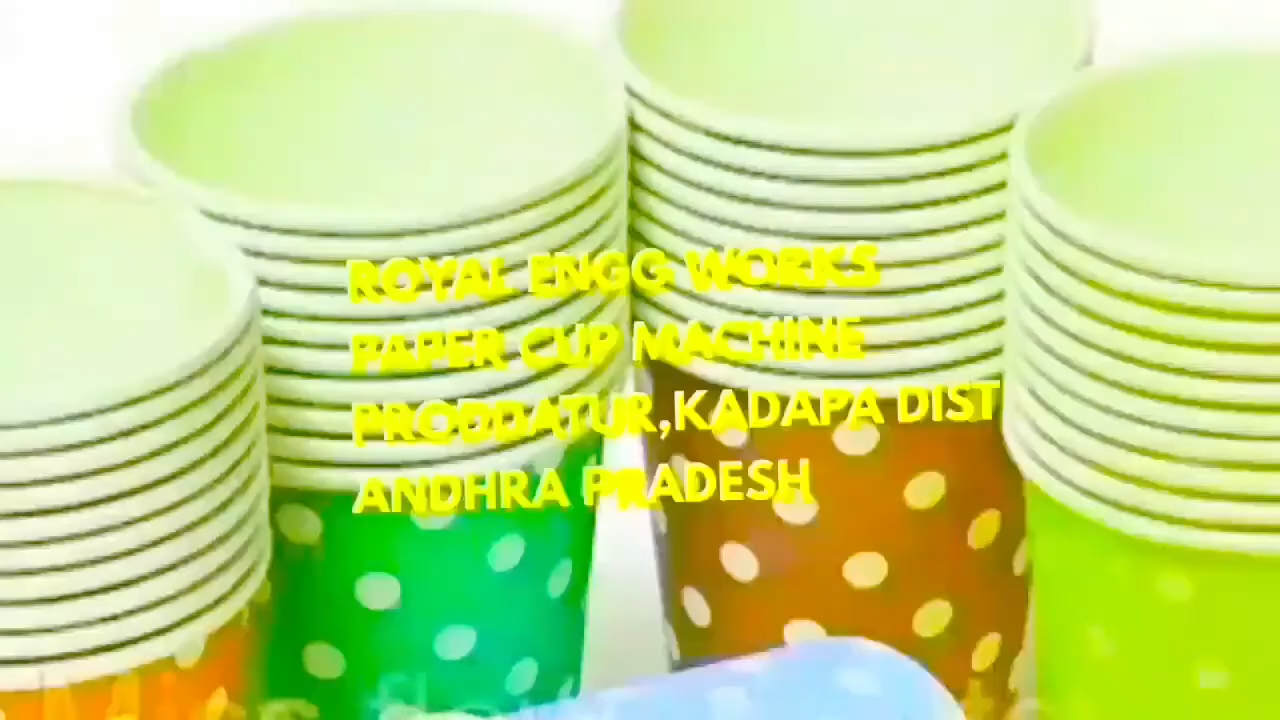 ROYAL ENGG WORKS
PAPER CUP MACHINE
PRODDATUR,KADAPA DIST
ANDHRA PRADESH